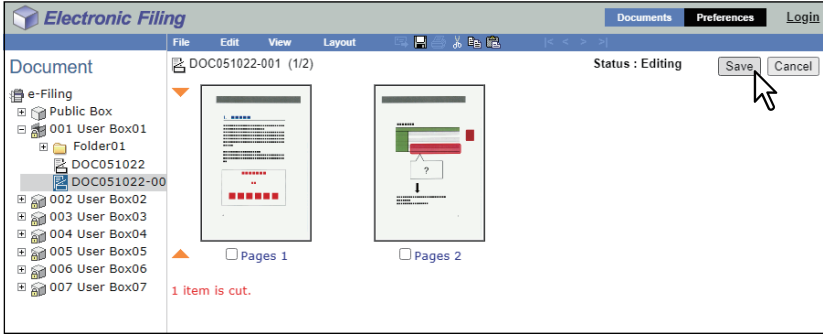 Electronic Filing
Documents Preferences Login
File Edit View Layout |< < > >|
Document
DOC051022-001 (1/2) Status : Editing Save Cancel
e-Filing
Public Box
001 User Box01
Folder01
DOC051022
DOC051022-00
002 User Box02
003 User Box03
004 User Box04
005 User Box05
006 User Box06
007 User Box07
?
Pages 1 Pages 2
1 item is cut.